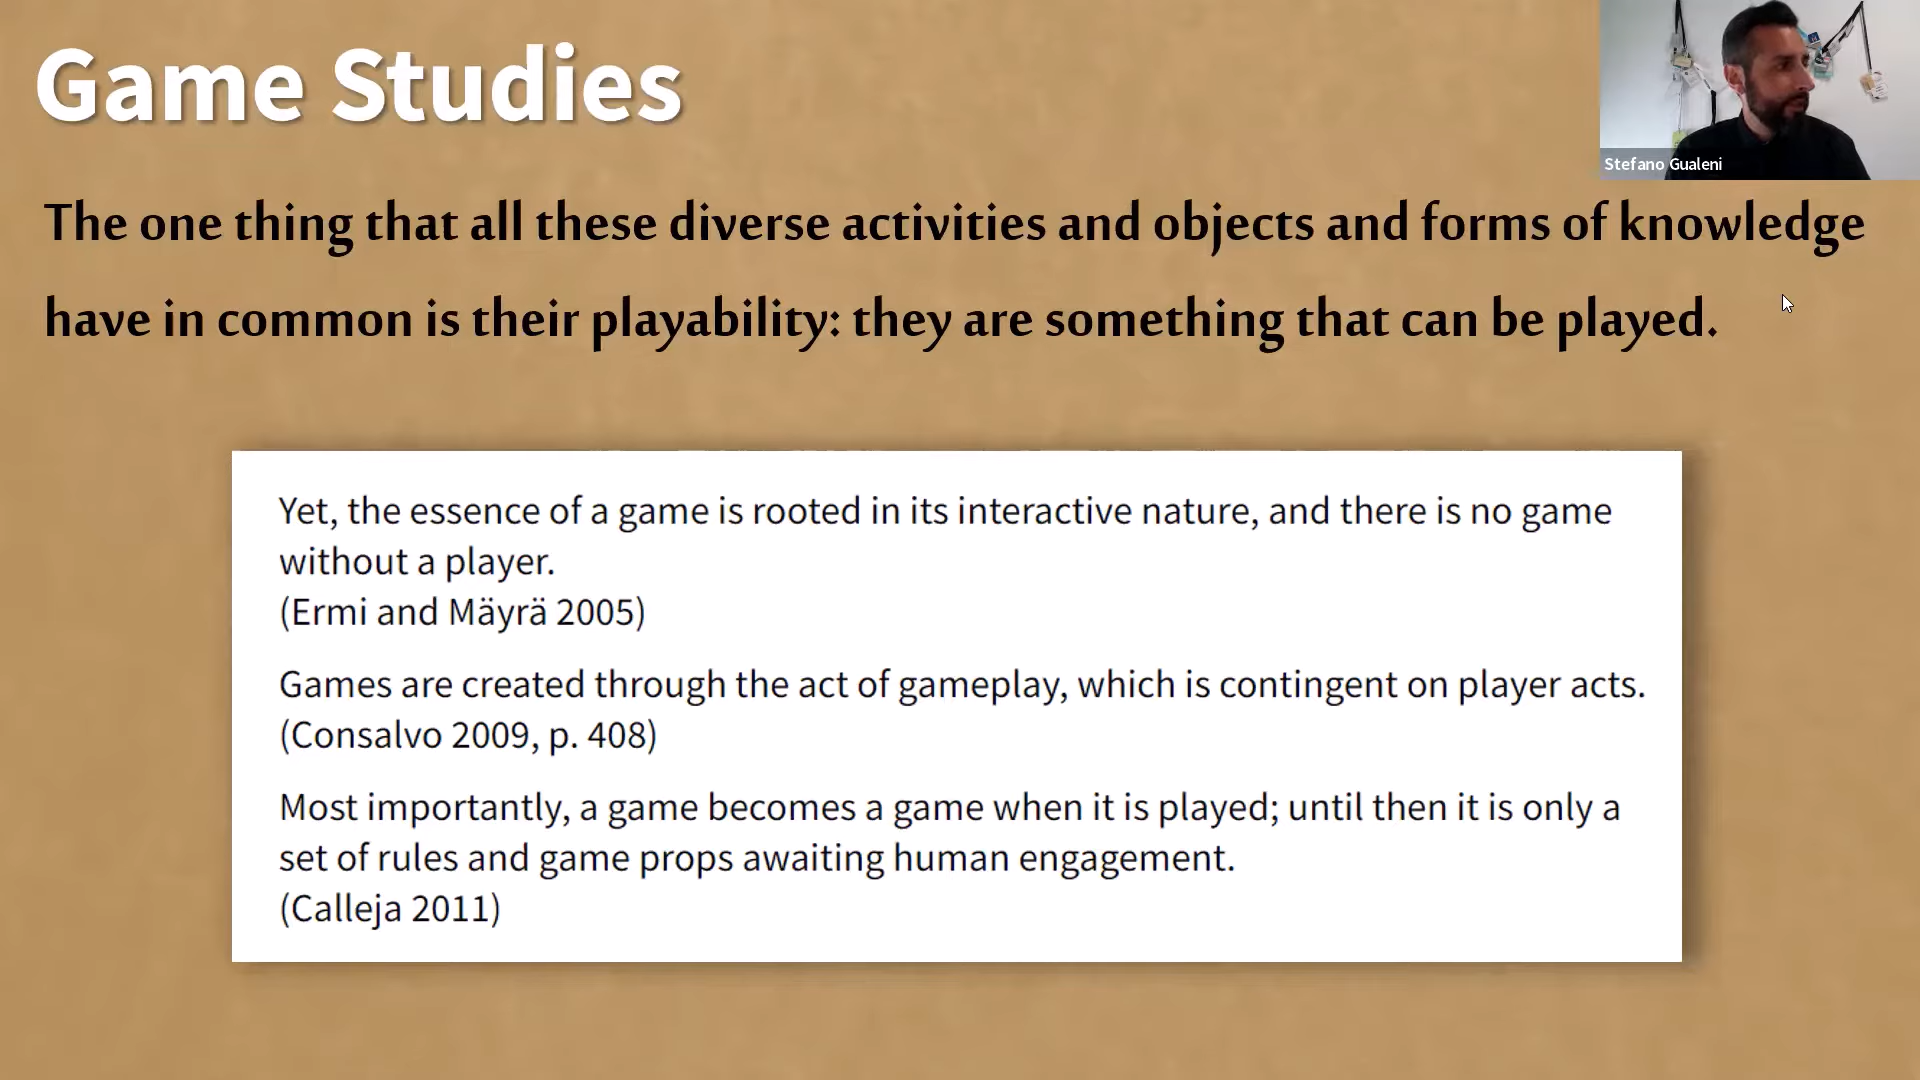 Game Studies
Stefano Gualeni
The one thing that all these diverse activities and objects and forms of knowledge
have in common is their playability: they are something that can be played.
Yet, the essence of a game is rooted in its interactive nature, and there is no game
without a player.
(Ermi and Mäyrä 2005)
Games are created through the act of gameplay, which is contingent on player acts.
(Consalvo 2009, p. 408)
Most importantly, a game becomes a game when it is played; until then it is only a
set of rules and game props awaiting human engagement.
(Calleja 2011)